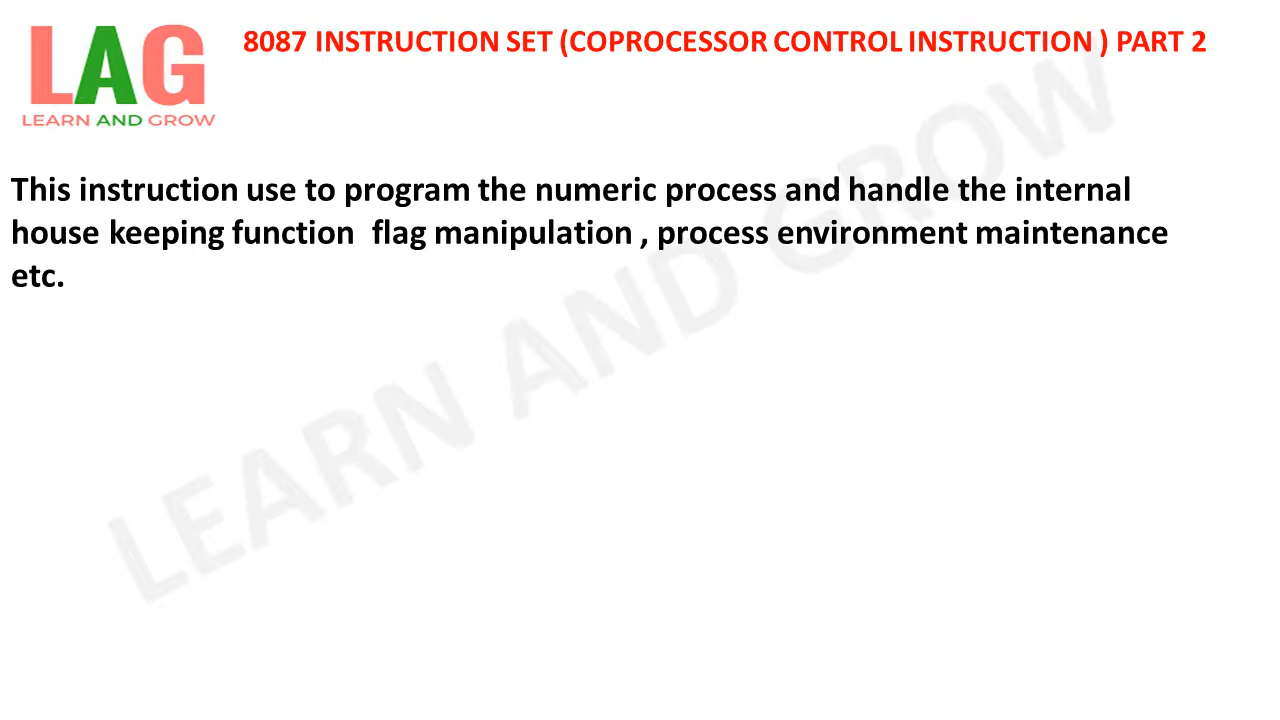 LAG
LEARN AND GROW
8087 INSTRUCTION SET (COPROCESSOR CONTROL INSTRUCTION ) PART 2
This instruction use to program the numeric process and handle the internal
house keeping function  flag manipulation , process environment maintenance
etc.
LEARN AND GROW